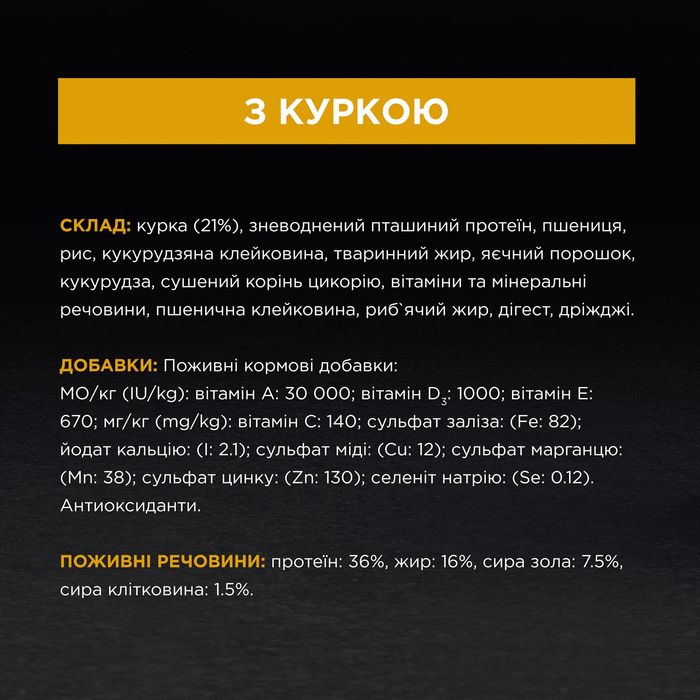 З КУРКОЮ
СКЛАД: курка (21%), зневоднений пташиний протеїн, пшениця,
рис, кукурудзяна клейковина, тваринний жир, яєчний порошок,
кукурудза, сушений корінь цикорію, вітаміни та мінеральні
речовини, пшенична клейковина, риб`ячий жир, дігест, дріжджі.
ДОБАВКИ: Поживні кормові добавки:
МО/кг (IU/kg): вітамін А: 30 000; вітамін D₃: 1000; вітамін Е:
670; мг/кг (mg/kg): вітамін С: 140; сульфат заліза: (Fe: 82);
йодат кальцію: (I: 2.1); сульфат міді: (Cu: 12); сульфат марганцю:
(Mn: 38); сульфат цинку: (Zn: 130); селеніт натрію: (Se: 0.12).
Антиоксиданти.
ПОЖИВНІ РЕЧОВИНИ: протеїн: 36%, жир: 16%, сира зола: 7.5%,
сира клітковина: 1.5%.